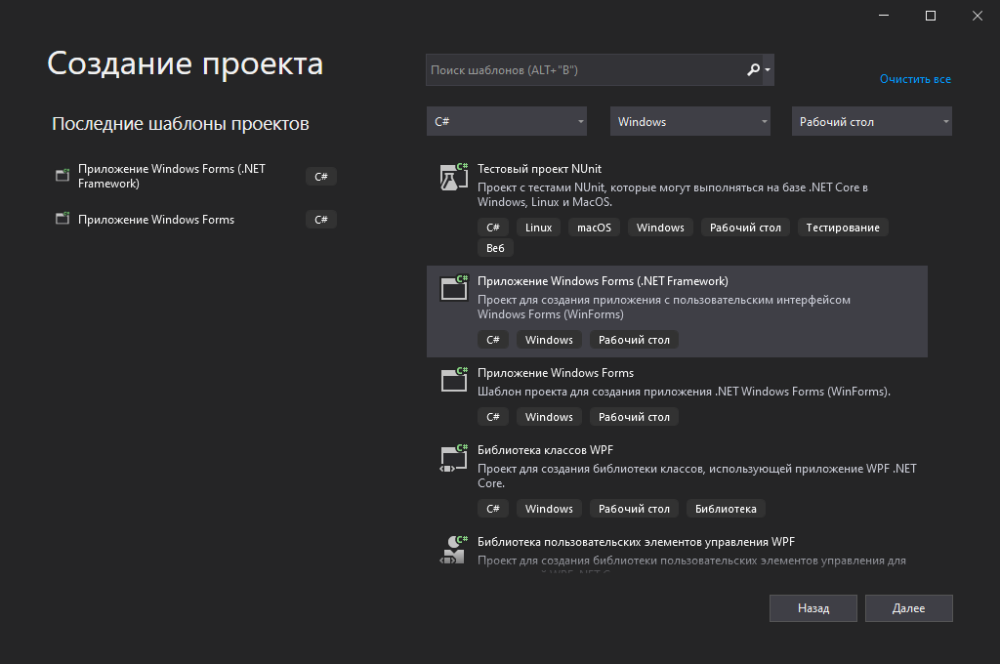 Создание проекта
Последние шаблоны проектов
Приложение Windows Forms (.NET
Framework)
C#
Приложение Windows Forms
C#
Поиск шаблонов (ALT+"B")
Очистить все
C#
Windows
Рабочий стол
Тестовый проект NUnit
Проект с тестами NUnit, которые могут выполняться на базе .NET Core в
Windows, Linux и MacOS.
C# Linux macOS Windows Рабочий стол Тестирование
Веб
Приложение Windows Forms (.NET Framework)
Проект для создания приложения с пользовательским интерфейсом
Windows Forms (WinForms)
C# Windows Рабочий стол
Приложение Windows Forms
Шаблон проекта для создания приложения .NET Windows Forms (WinForms).
C# Windows Рабочий стол
Библиотека классов WPF
Проект для создания библиотеки классов, использующей приложение WPF .NET
Core.
C# Windows Рабочий стол Библиотека
Библиотека пользовательских элементов управления WPF
Проект для создания библиотеки пользовательских элементов управления для
Назад
Далее